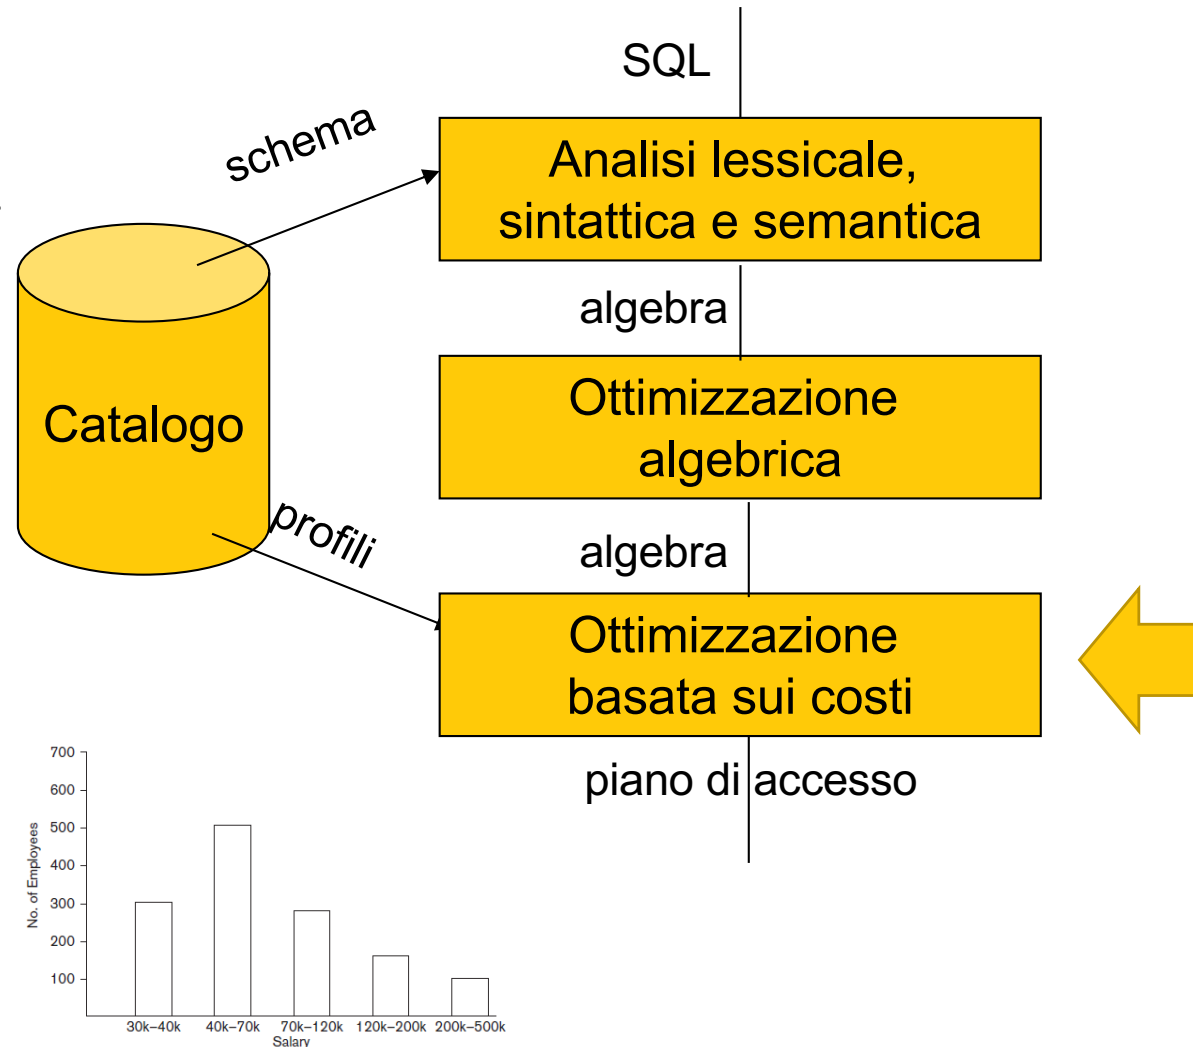 SQL
schema
Analisi lessicale,
sintattica e semantica
algebra
Catalogo
Ottimizzazione
algebrica
profili
algebra
Ottimizzazione
basata sui costi
piano di accesso
No. of Employees
700
600
500
400
300
200
100
30k–40k 40k–70k 70k–120k 120k–200k 200k–500k
Salary